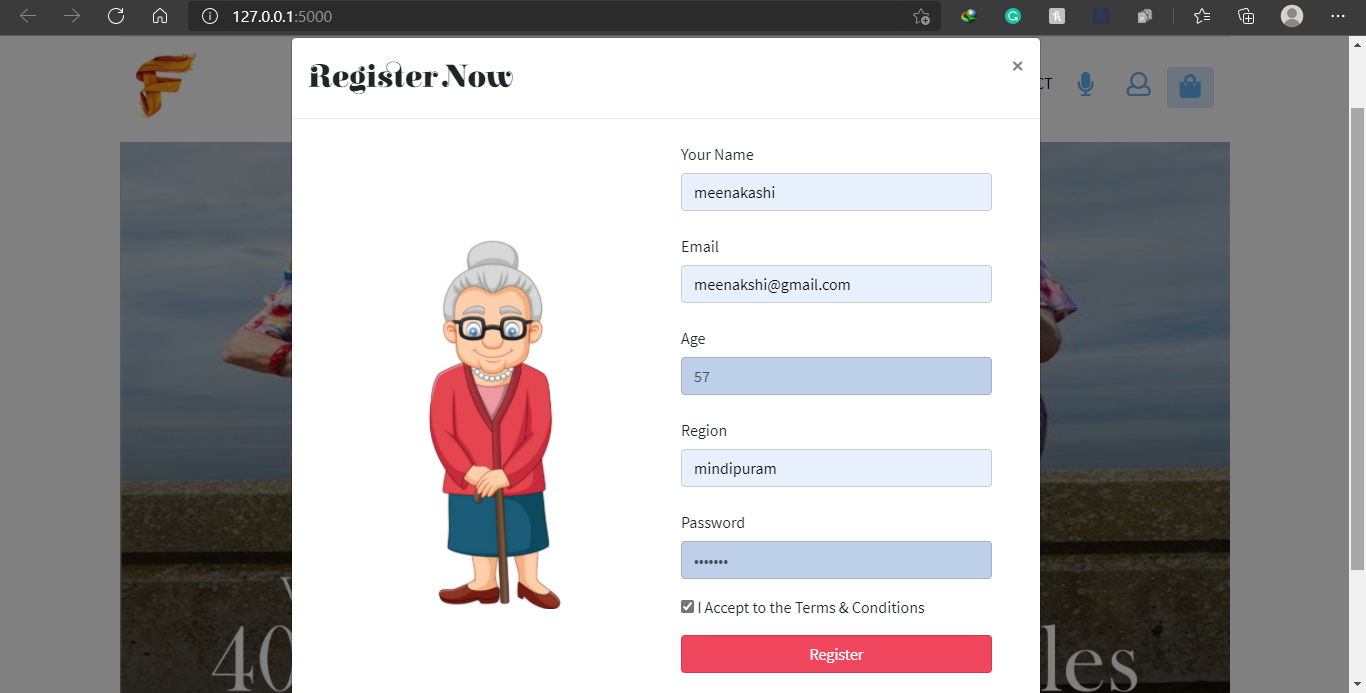 127.0.0.1:5000
Register Now
×
CT
Your Name
meenakashi
Email
meenakshi@gmail.com
Age
57
Region
mindipuram
Password
•••••••
I Accept to the Terms & Conditions
Register
40
les